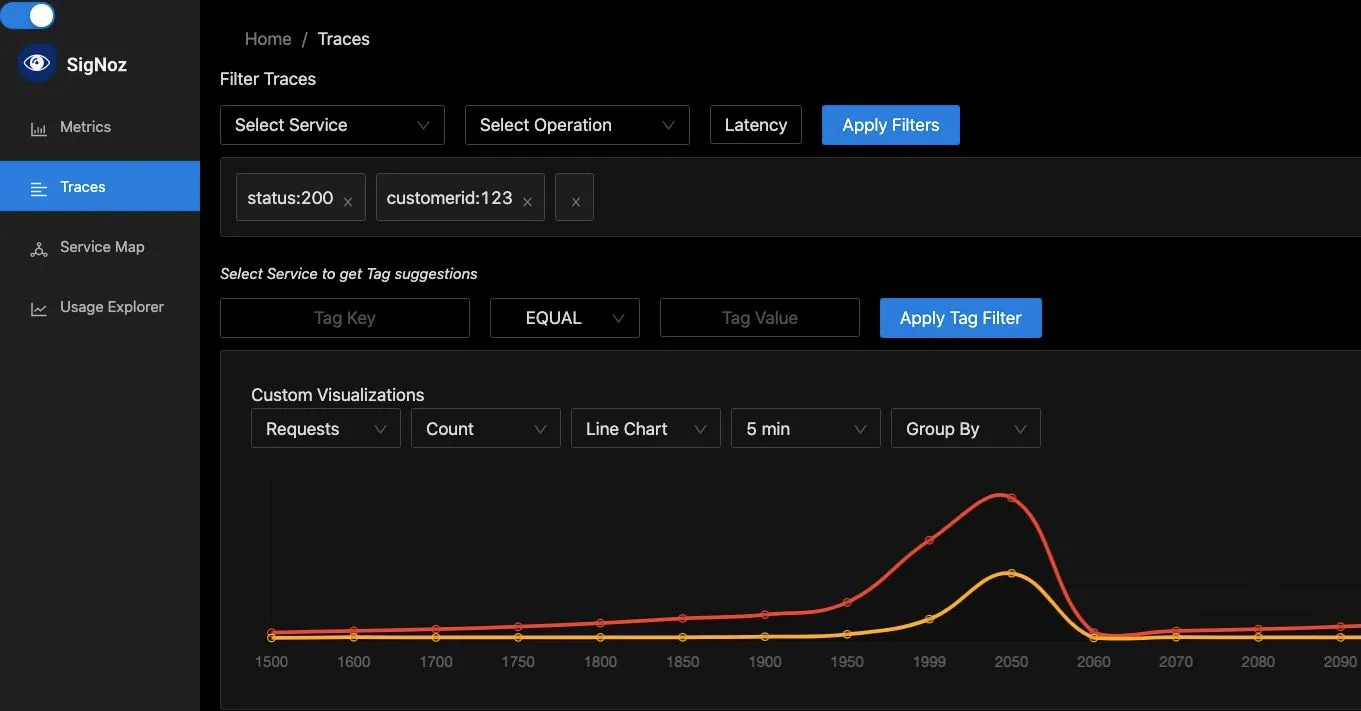 SigNoz
Metrics
Traces
Service Map
Usage Explorer
Home / Traces
Filter Traces
Select Service Select Operation Latency Apply Filters
status:200 x customerid:123 x x
Select Service to get Tag suggestions
Tag Key EQUAL Tag Value Apply Tag Filter
Custom Visualizations
Requests Count Line Chart 5 min Group By
1500 1600 1700 1750 1800 1850 1900 1950 1999 2050 2060 2070 2080 2090